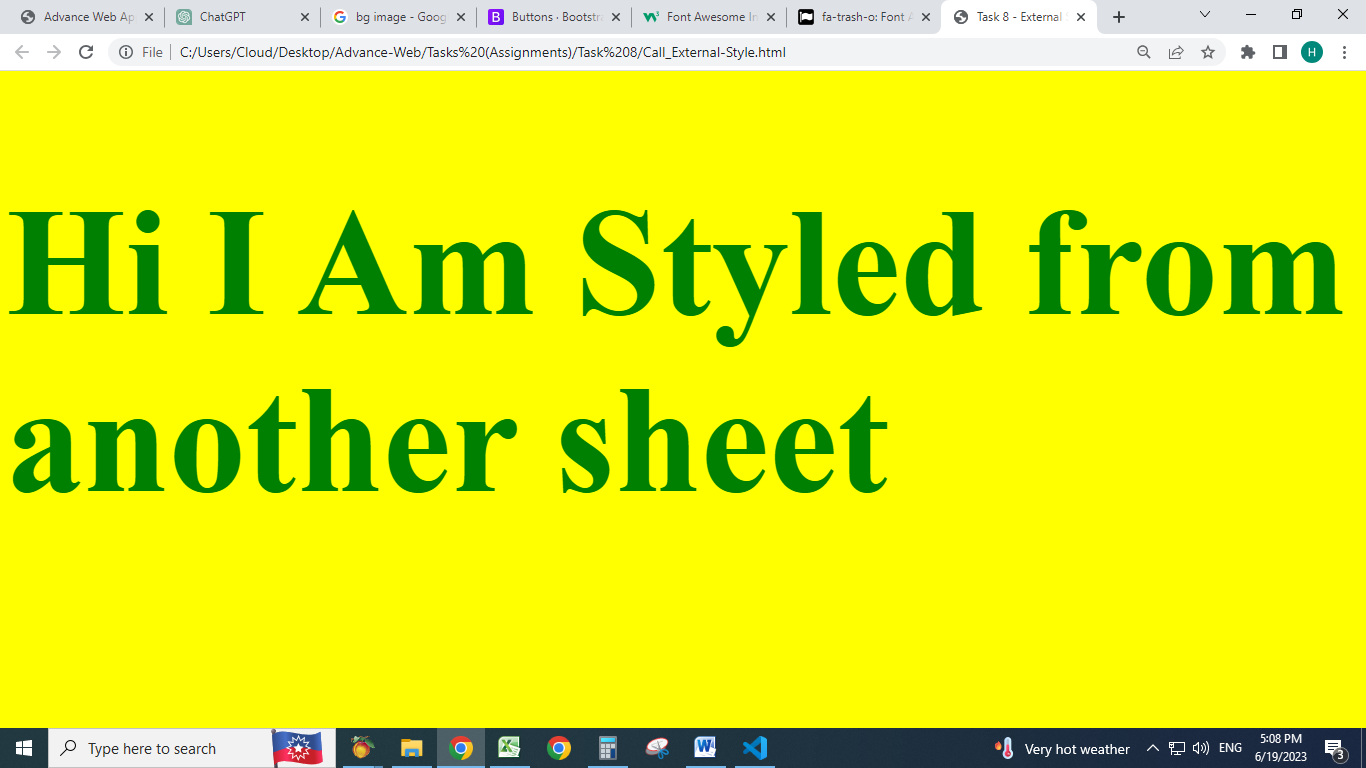 Advance Web Ap
ChatGPT
bg image - Goog
Buttons · Bootstra
Font Awesome In
fa-trash-o: Font A
Task 8 - External S
File
C:/Users/Cloud/Desktop/Advance-Web/Tasks%20(Assignments)/Task%208/Call_External-Style.html
H
Hi I Am Styled from
another sheet
Type here to search
Very hot weather
ENG
5:08 PM
6/19/2023
3